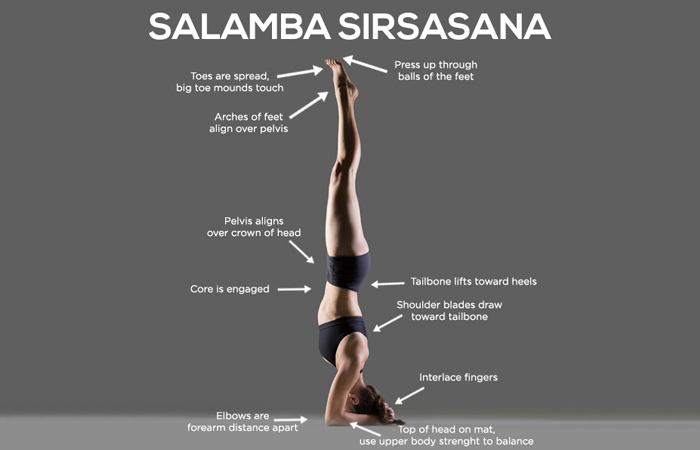 SALAMBA SIRSASANA
Toes are spread,
big toe mounds touch
Press up through
balls of the feet
Arches of feet
align over pelvis
Pelvis aligns
over crown of head
Core is engaged
Tailbone lifts toward heels
Shoulder blades draw
toward tailbone
Interlace fingers
Elbows are
forearm distance apart
Top of head on mat,
use upper body strenght to balance